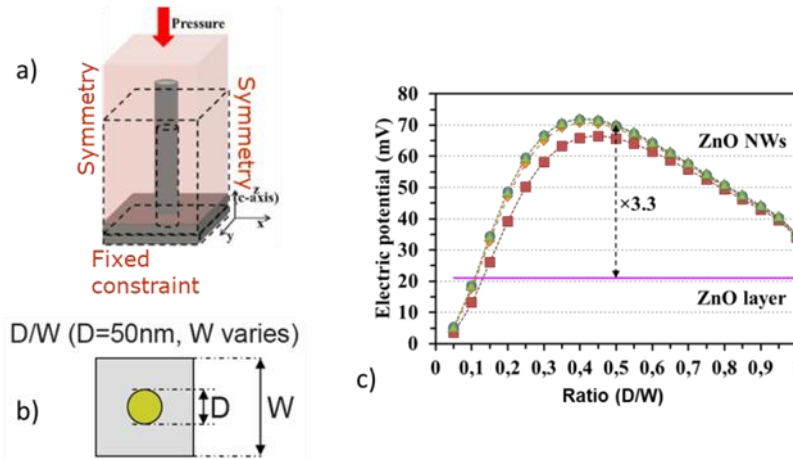 a)
Pressure
Symmetry
Symmetry
z
(c-axis)
x
y
Fixed
constraint
D/W (D=50nm, W varies)
b)
D
W
c)
Electric potential (mV)
80
70
60
50
40
30
20
10
0
ZnO NWs
×3.3
ZnO layer
0 0,1 0,2 0,3 0,4 0,5 0,6 0,7 0,8 0,9
Ratio (D/W)